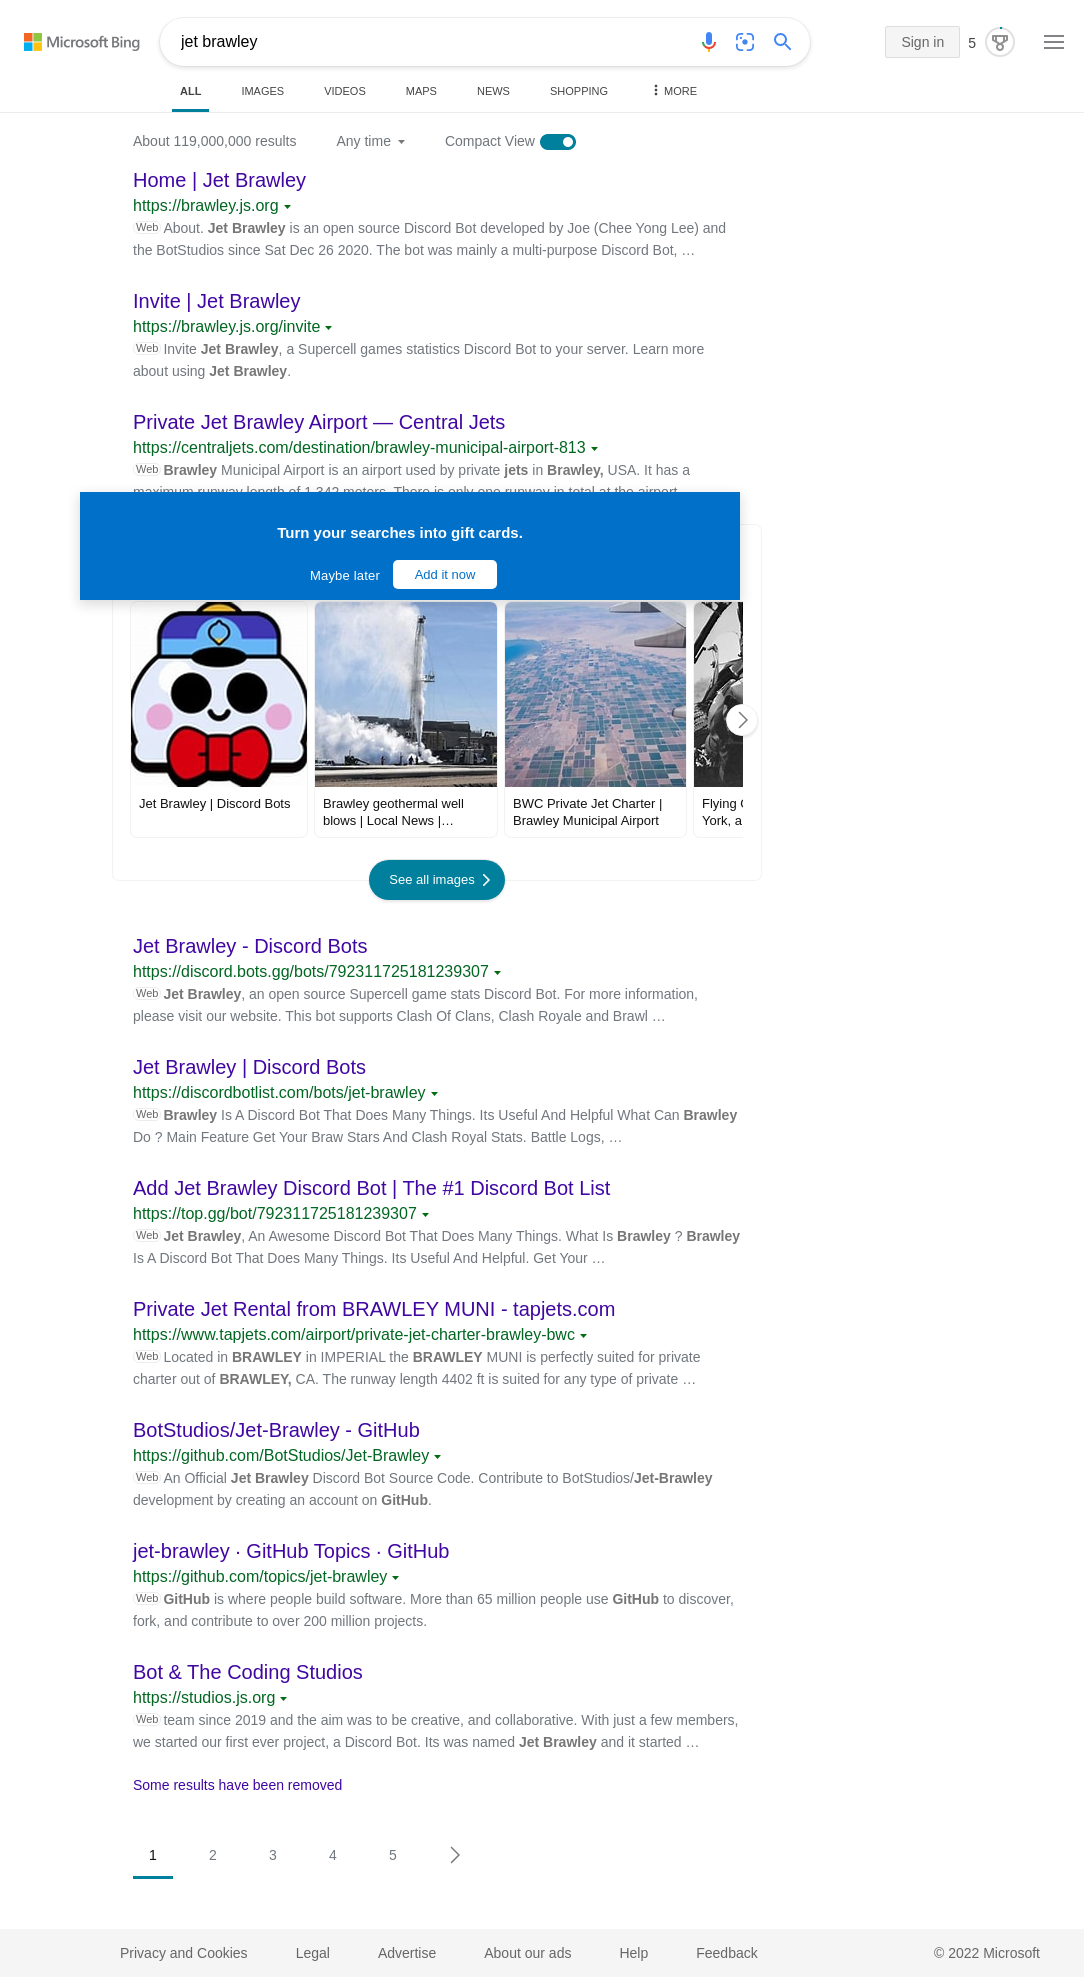 Microsoft Bing
jet brawley
Sign in
5
ALL
IMAGES
VIDEOS
MAPS
NEWS
SHOPPING
MORE
About 119,000,000 results
Any time
Compact View
Home | Jet Brawley
https://brawley.js.org
Web About. Jet Brawley is an open source Discord Bot developed by Joe (Chee Yong Lee) and
the BotStudios since Sat Dec 26 2020. The bot was mainly a multi-purpose Discord Bot, …
Invite | Jet Brawley
https://brawley.js.org/invite
Web Invite Jet Brawley, a Supercell games statistics Discord Bot to your server. Learn more
about using Jet Brawley.
Private Jet Brawley Airport — Central Jets
https://centraljets.com/destination/brawley-municipal-airport-813
Web Brawley Municipal Airport is an airport used by private jets in Brawley, USA. It has a
maximum runway length of 1,342 meters. There is only one runway in total at the airport
Turn your searches into gift cards.
Maybe later
Add it now
Jet Brawley | Discord Bots
Brawley geothermal well
blows | Local News |…
BWC Private Jet Charter |
Brawley Municipal Airport
Flying
York, a
See all images
Jet Brawley - Discord Bots
https://discord.bots.gg/bots/792311725181239307
Web Jet Brawley, an open source Supercell game stats Discord Bot. For more information,
please visit our website. This bot supports Clash Of Clans, Clash Royale and Brawl …
Jet Brawley | Discord Bots
https://discordbotlist.com/bots/jet-brawley
Web Brawley Is A Discord Bot That Does Many Things. Its Useful And Helpful What Can Brawley
Do ? Main Feature Get Your Braw Stars And Clash Royal Stats. Battle Logs, …
Add Jet Brawley Discord Bot | The #1 Discord Bot List
https://top.gg/bot/792311725181239307
Web Jet Brawley, An Awesome Discord Bot That Does Many Things. What Is Brawley ? Brawley
Is A Discord Bot That Does Many Things. Its Useful And Helpful. Get Your …
Private Jet Rental from BRAWLEY MUNI - tapjets.com
https://www.tapjets.com/airport/private-jet-charter-brawley-bwc
Web Located in BRAWLEY in IMPERIAL the BRAWLEY MUNI is perfectly suited for private
charter out of BRAWLEY, CA. The runway length 4402 ft is suited for any type of private …
BotStudios/Jet-Brawley - GitHub
https://github.com/BotStudios/Jet-Brawley
Web An Official Jet Brawley Discord Bot Source Code. Contribute to BotStudios/Jet-Brawley
development by creating an account on GitHub.
jet-brawley · GitHub Topics · GitHub
https://github.com/topics/jet-brawley
Web GitHub is where people build software. More than 65 million people use GitHub to discover,
fork, and contribute to over 200 million projects.
Bot & The Coding Studios
https://studios.js.org
Web team since 2019 and the aim was to be creative, and collaborative. With just a few members,
we started our first ever project, a Discord Bot. Its was named Jet Brawley and it started …
Some results have been removed
1
2
3
4
5
Privacy and Cookies
Legal
Advertise
About our ads
Help
Feedback
© 2022 Microsoft